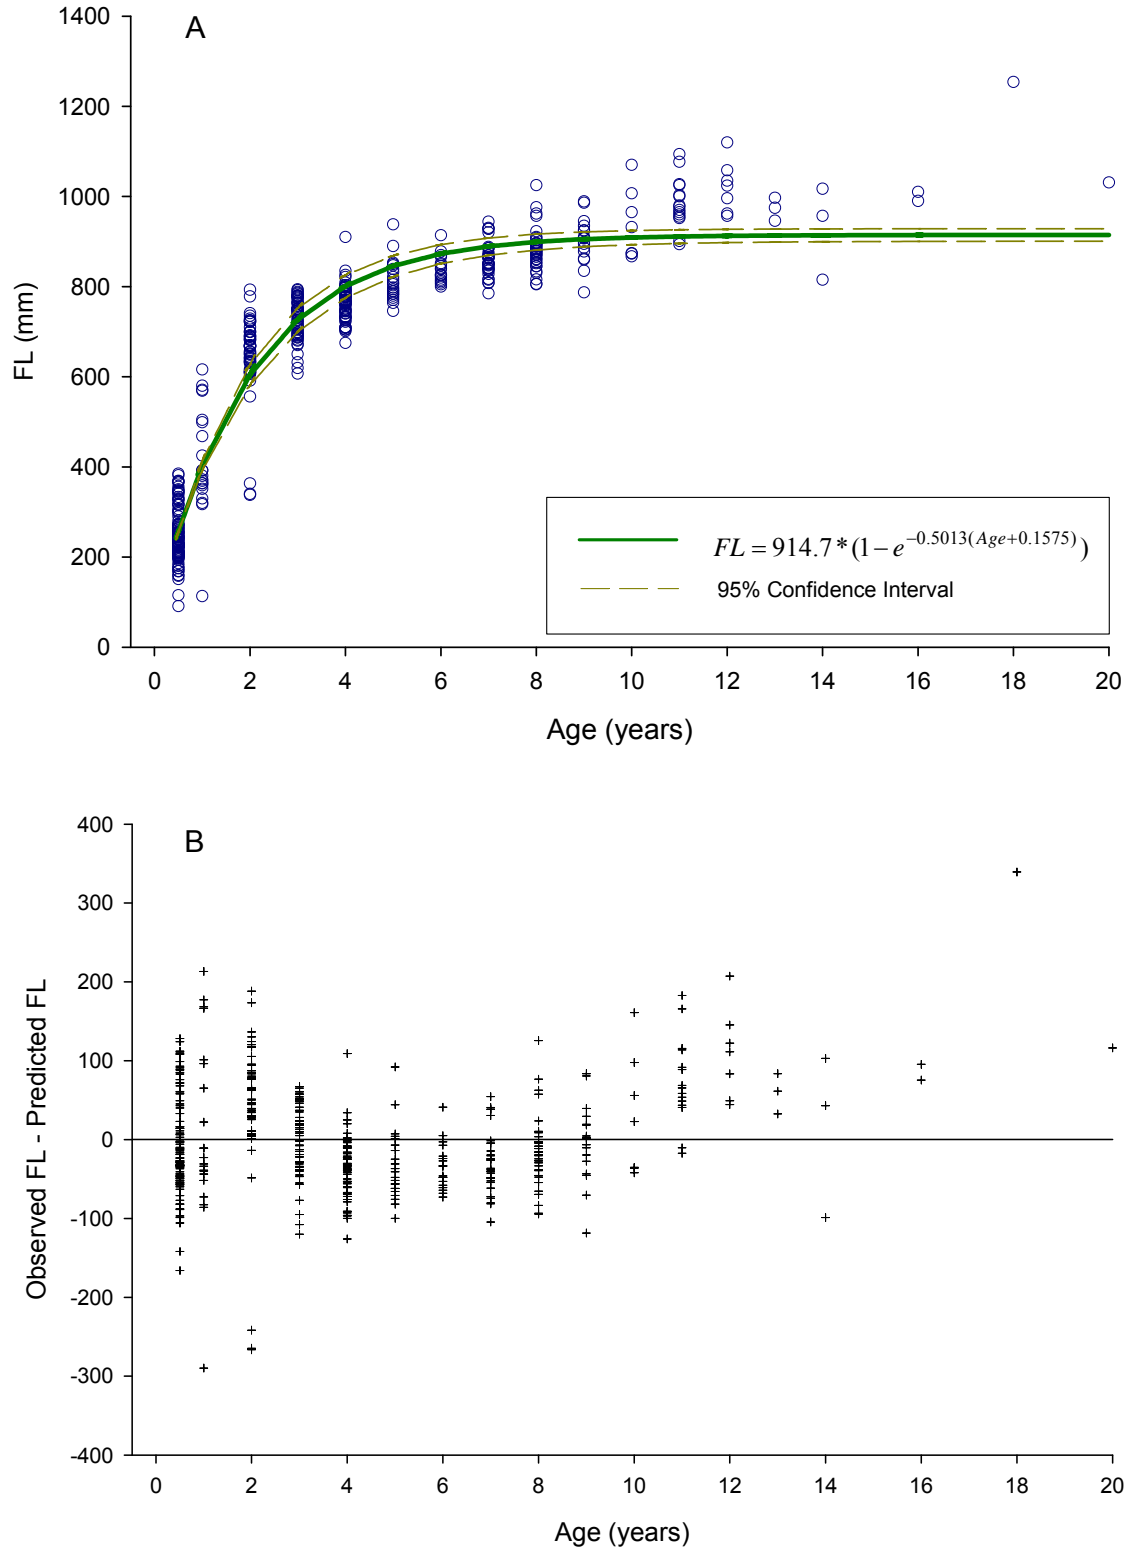 A
1400
1200
1000
800
600
400
200
0
FL (mm)
FL = 914.7 * (1 − e^{−0.5013(Age+0.1575)})
95% Confidence Interval
0 2 4 6 8 10 12 14 16 18 20
Age (years)
B
400
300
200
100
0
-100
-200
-300
-400
Observed FL - Predicted FL
0 2 4 6 8 10 12 14 16 18 20
Age (years)